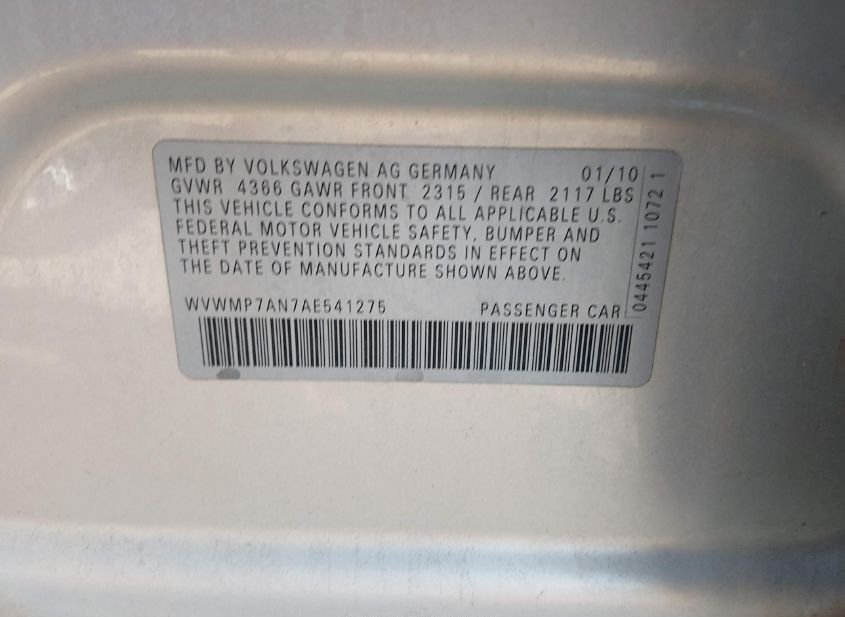 MFD BY VOLKSWAGEN AG GERMANY 01/10
GVWR 4366 GAWR FRONT 2315 / REAR 2117 LBS
THIS VEHICLE CONFORMS TO ALL APPLICABLE U.S.
FEDERAL MOTOR VEHICLE SAFETY, BUMPER AND
THEFT PREVENTION STANDARDS IN EFFECT ON
THE DATE OF MANUFACTURE SHOWN ABOVE.
WVWMP7AN7AE541275 PASSENGER CAR
0445421 1072 1